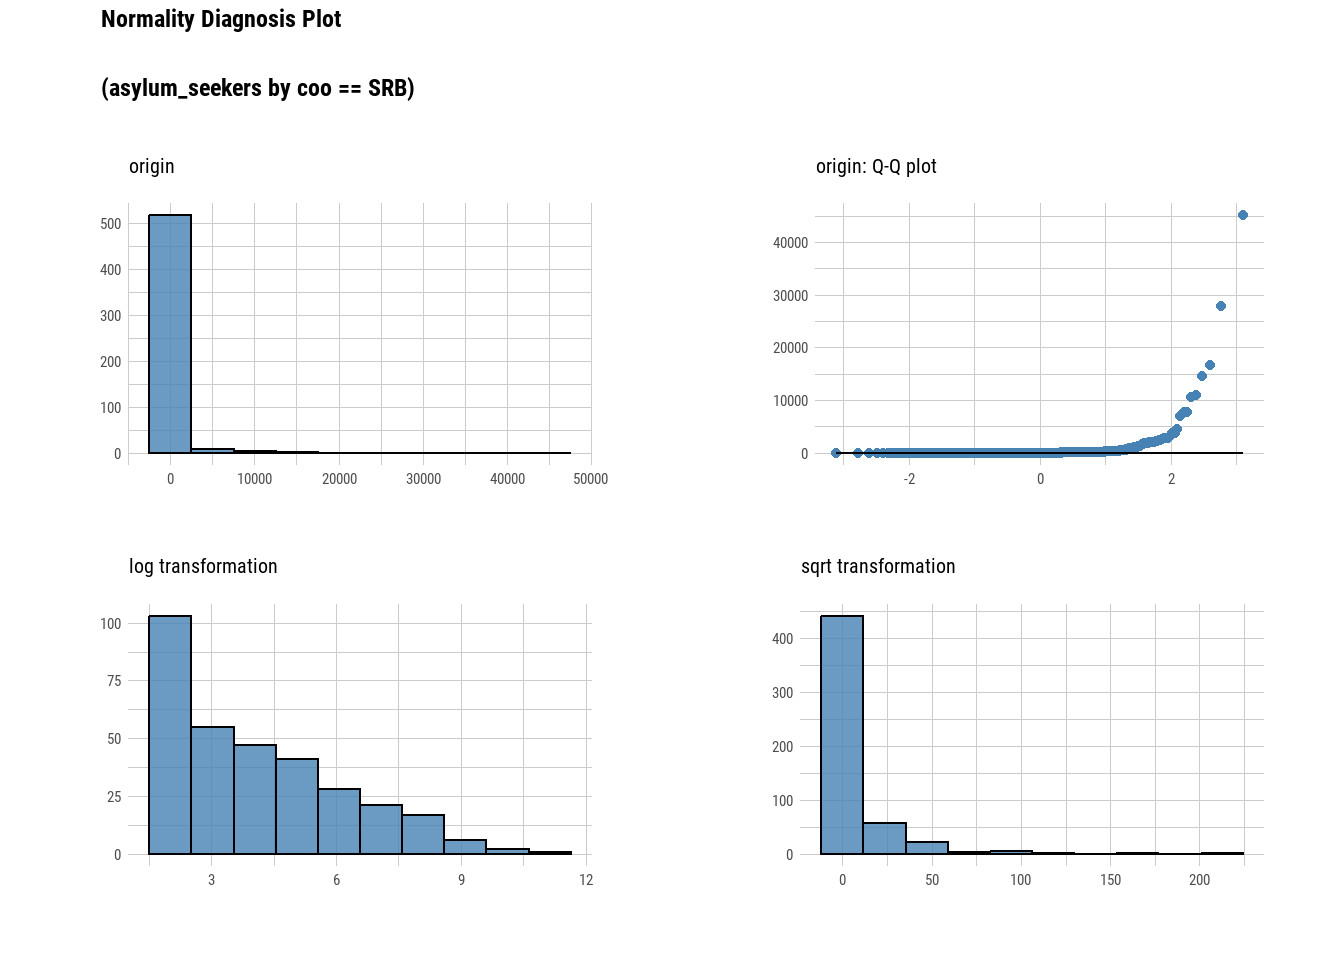 Normality Diagnosis Plot
(asylum_seekers by coo == SRB)
origin
500
400
300
200
100
0
0 10000 20000 30000 40000 50000
origin: Q-Q plot
40000
30000
20000
10000
0
-2 0 2
log transformation
100
75
50
25
0
3 6 9 12
sqrt transformation
400
300
200
100
0
0 50 100 150 200